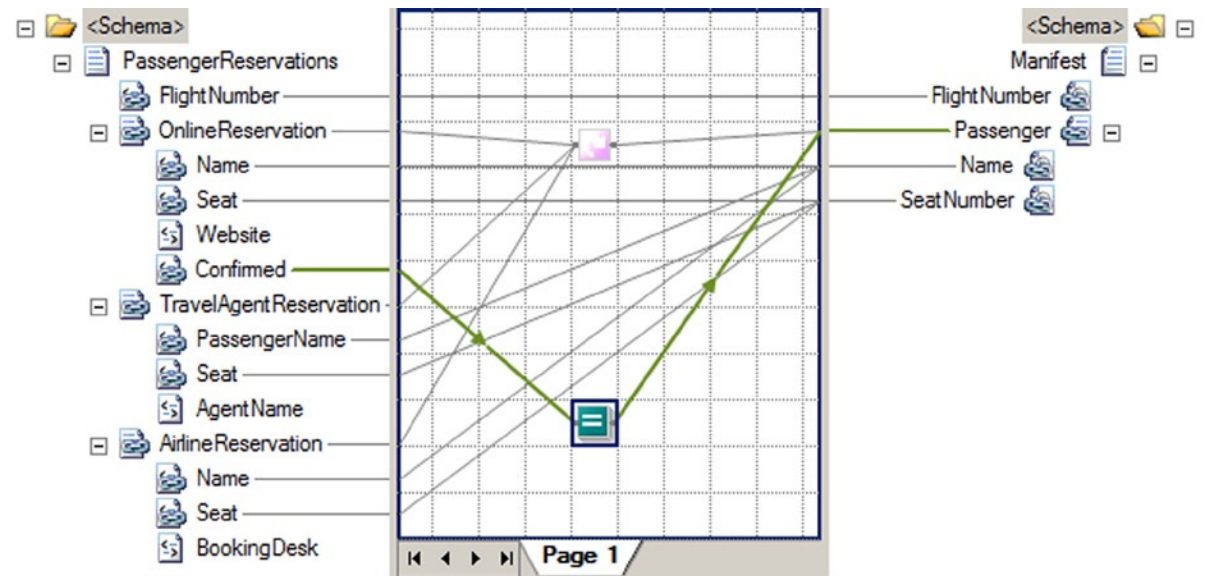 <Schema> <Schema>
PassengerReservations Manifest
FlightNumber FlightNumber
OnlineReservation Passenger
Name Name
Seat SeatNumber
Website
Confirmed
TravelAgentReservation
PassengerName
Seat
AgentName
AirlineReservation
Name
Seat
BookingDesk
Page 1